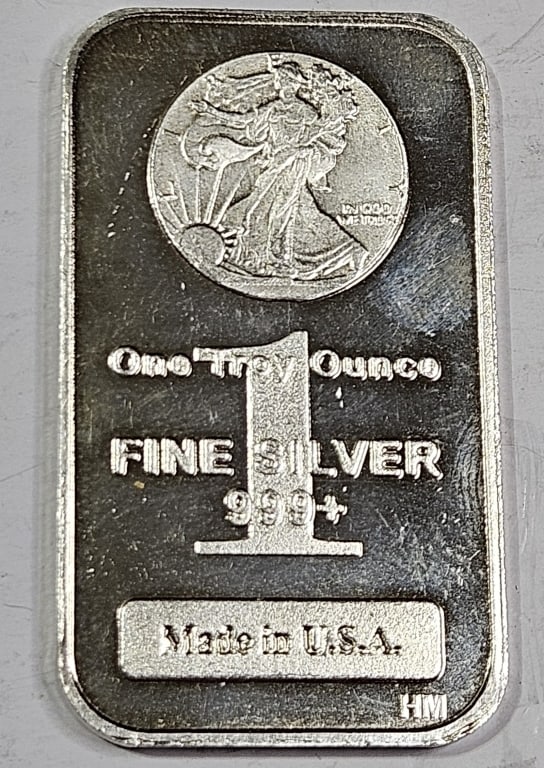 L I Y
IN GOD
WE TRUST
One Troy Ounce
1
FINE SILVER
999+
Made in U.S.A.
HM